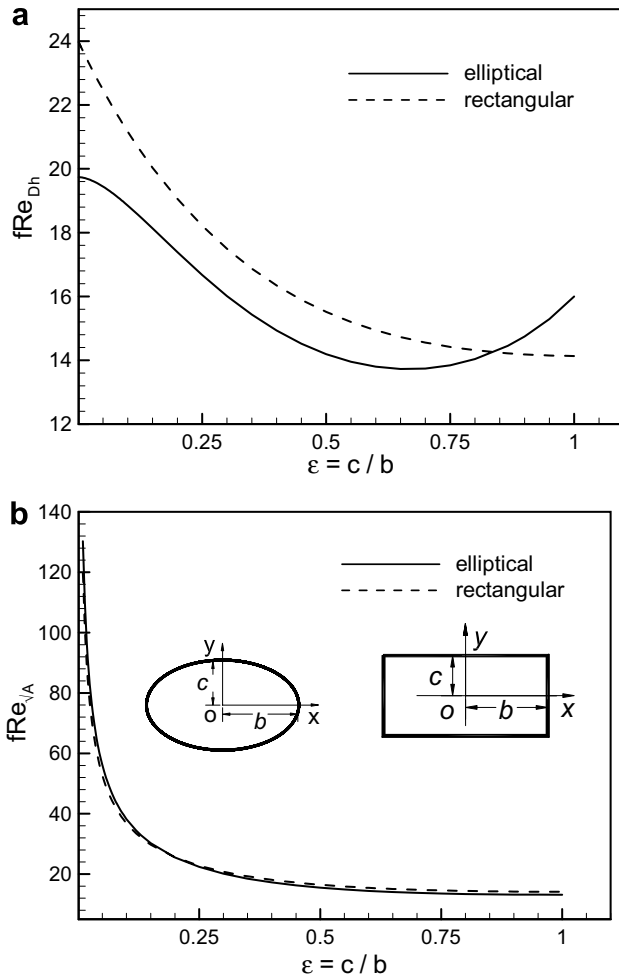 a
24
22
20
18
16
14
12
fRe_Dh
elliptical
rectangular
0.25 0.5 0.75 1
ε = c / b
b
140
120
100
80
60
40
20
fRe_√A
elliptical
rectangular
y
c
o b x
y
c
o b x
0.25 0.5 0.75 1
ε = c / b